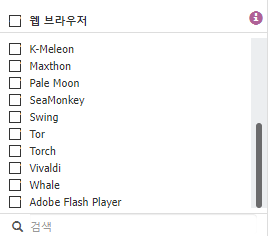 웹 브라우저
K-Meleon
Maxthon
Pale Moon
SeaMonkey
Swing
Tor
Torch
Vivaldi
Whale
Adobe Flash Player
검색